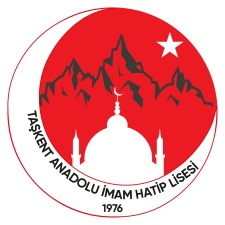 TAŞKENT ANADOLU İMAM HATİP LİSESİ
1976